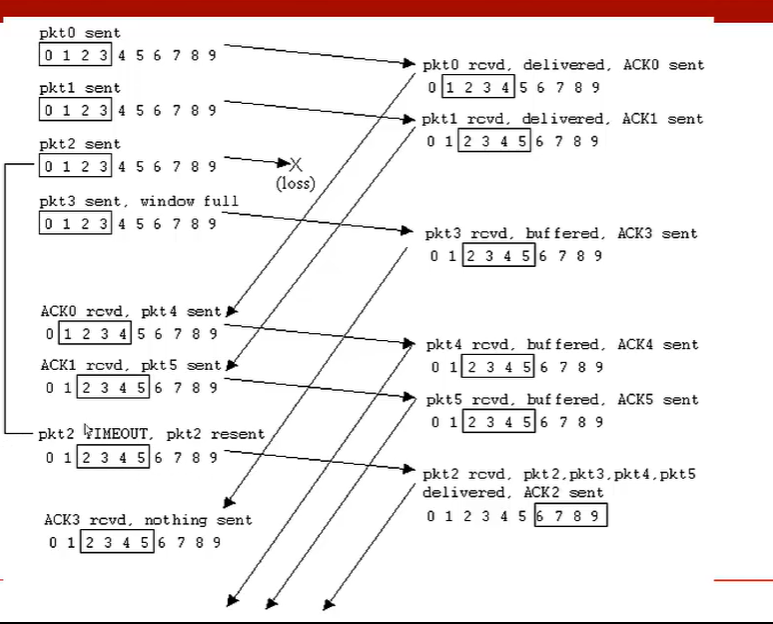 pkt0 sent
0 1 2 3 4 5 6 7 8 9
pkt0 rcvd, delivered, ACK0 sent
0 1 2 3 4 5 6 7 8 9
pkt1 sent
0 1 2 3 4 5 6 7 8 9
pkt1 rcvd, delivered, ACK1 sent
0 1 2 3 4 5 6 7 8 9
pkt2 sent
0 1 2 3 4 5 6 7 8 9
X
(loss)
pkt3 sent, window full
0 1 2 3 4 5 6 7 8 9
pkt3 rcvd, buffered, ACK3 sent
0 1 2 3 4 5 6 7 8 9
ACK0 rcvd, pkt4 sent
0 1 2 3 4 5 6 7 8 9
pkt4 rcvd, buffered, ACK4 sent
0 1 2 3 4 5 6 7 8 9
ACK1 rcvd, pkt5 sent
0 1 2 3 4 5 6 7 8 9
pkt5 rcvd, buffered, ACK5 sent
0 1 2 3 4 5 6 7 8 9
pkt2 TIMEOUT, pkt2 resent
0 1 2 3 4 5 6 7 8 9
pkt2 rcvd, pkt2,pkt3,pkt4,pkt5
delivered, ACK2 sent
0 1 2 3 4 5 6 7 8 9
ACK3 rcvd, nothing sent
0 1 2 3 4 5 6 7 8 9